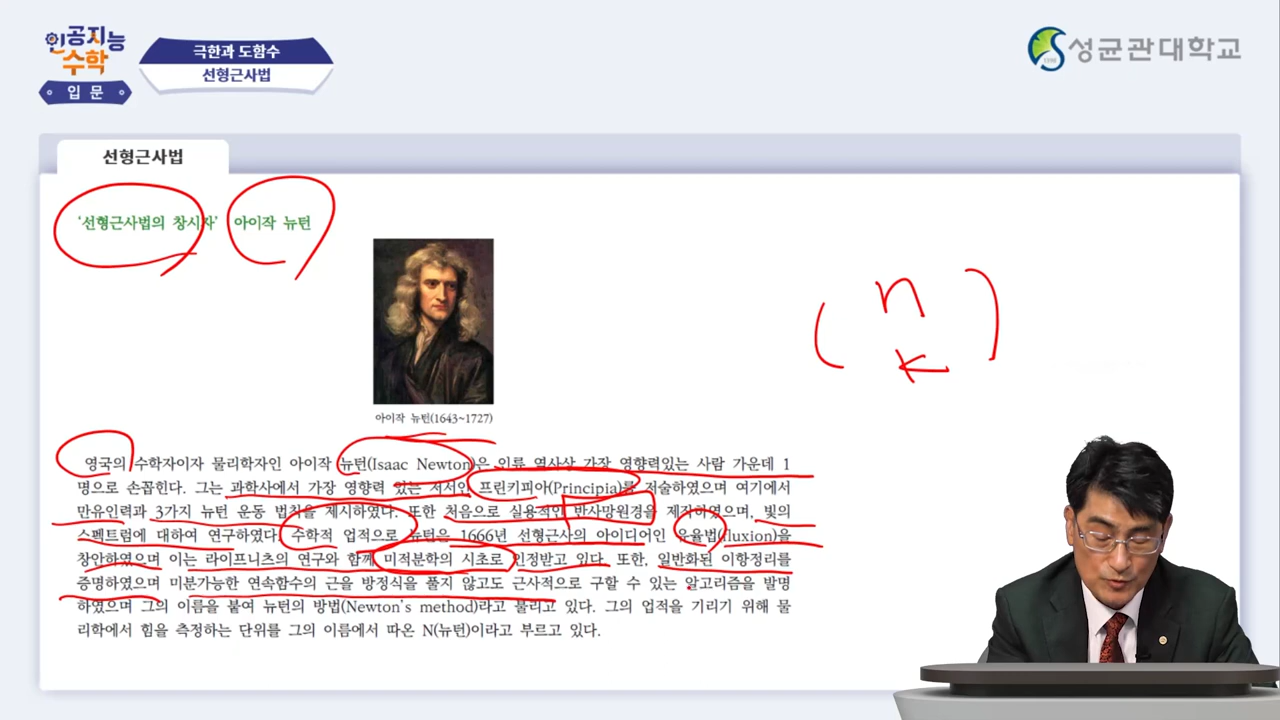 인공지능
수학
입문
극한과 도함수
선형근사법
성균관대학교
선형근사법
‘선형근사법의 창시자’ 아이작 뉴턴
( n
k )
아이작 뉴턴(1643~1727)
영국의 수학자이자 물리학자인 아이작 뉴턴(Isaac Newton)은 인류 역사상 가장 영향력있는 사람 가운데 1
명으로 손꼽힌다. 그는 과학사에서 가장 영향력 있는 저서인 프린키피아(Principia)를 저술하였으며 여기에서
만유인력과 3가지 뉴턴 운동 법칙을 제시하였다. 또한 처음으로 실용적인 반사망원경을 제작하였으며, 빛의
스펙트럼에 대하여 연구하였다. 수학적 업적으로 뉴턴은 1666년 선형근사의 아이디어인 유율법(fluxion)을
창안하였으며 이는 라이프니츠의 연구와 함께 미적분학의 시초로 인정받고 있다. 또한, 일반화된 이항정리를
증명하였으며 미분가능한 연속함수의 근을 방정식을 풀지 않고도 근사적으로 구할 수 있는 알고리즘을 발명
하였으며 그의 이름을 붙여 뉴턴의 방법(Newton's method)라고 불리고 있다. 그의 업적을 기리기 위해 물
리학에서 힘을 측정하는 단위를 그의 이름에서 따온 N(뉴턴)이라고 부르고 있다.